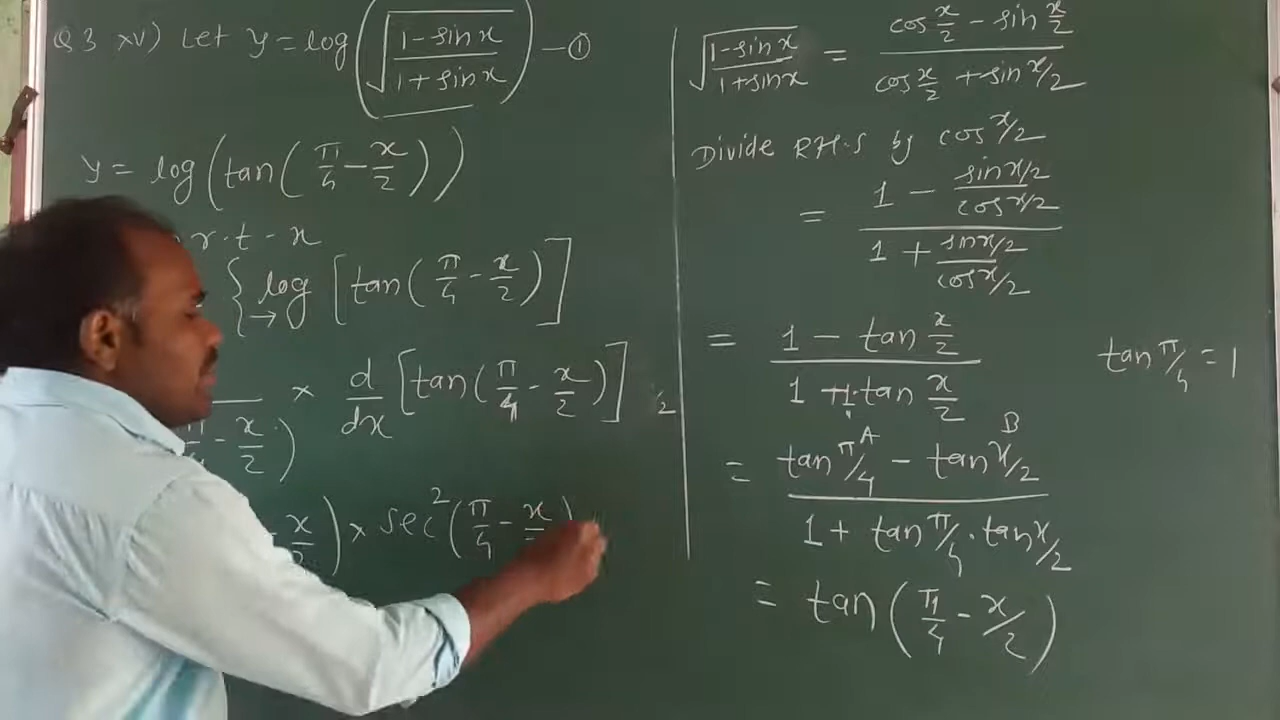 Q 3 xv) Let y = log(√(1-sin x / 1+sin x)) — ①
y = log(tan(π/4 - x/2))
r.t - x
{log [tan(π/4 - x/2)]
→
× d/dx [tan(π/4 - x/2)]
- x/2)
x/2) × sec²(π/4 - x
√(1-sin x / 1+sin x) = cos x/2 - sin x/2 / cos x/2 + sin x/2
Divide R.H.S by cos x/2
= 1 - sin x/2 / cos x/2
1 + sin x/2 / cos x/2
= 1 - tan x/2
1 + 1·tan x/2
tan π/4 = 1
A B
= tan π/4 - tan x/2
1 + tan π/4 · tan x/2
= tan(π/4 - x/2)